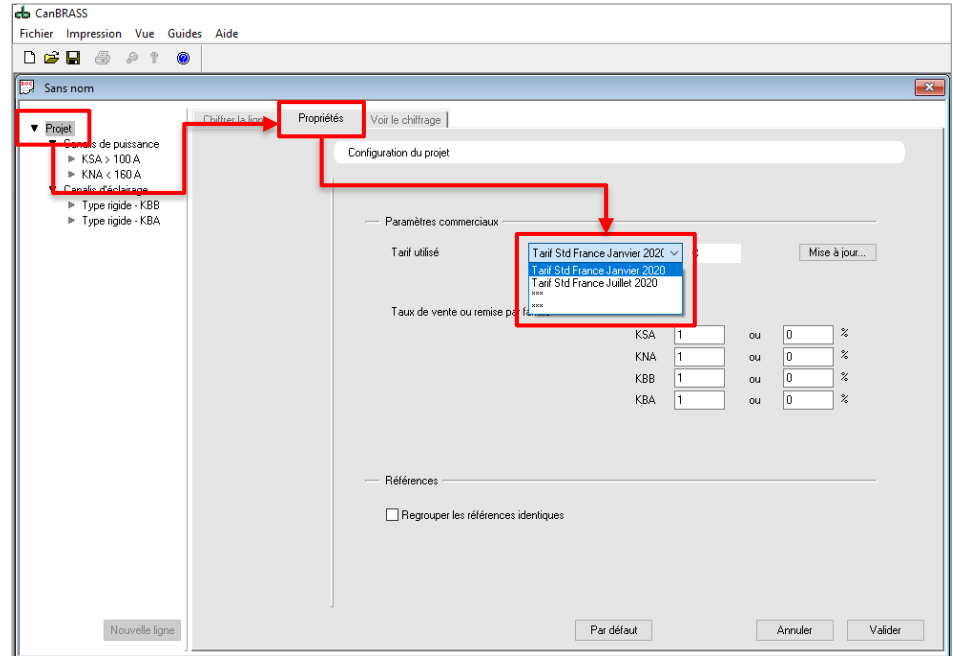 CanBRASS
Fichier Impression Vue Guides Aide
Sans nom
Projet
Canalis de puissance
KSA > 100 A
KNA < 160 A
Canalis d'éclairage
Type rigide - KBB
Type rigide - KBA
Nouvelle ligne
Chiffrer la ligne Propriétés Voir le chiffrage
Configuration du projet
Paramètres commerciaux
Tarif utilisé Tarif Std France Janvier 202 Mise à jour...
Tarif Std France Janvier 2020
Tarif Std France Juillet 2020
***
***
Taux de vente ou remise par famille
KSA 1 ou 0 %
KNA 1 ou 0 %
KBB 1 ou 0 %
KBA 1 ou 0 %
Références
Regrouper les références identiques
Par défaut Annuler Valider